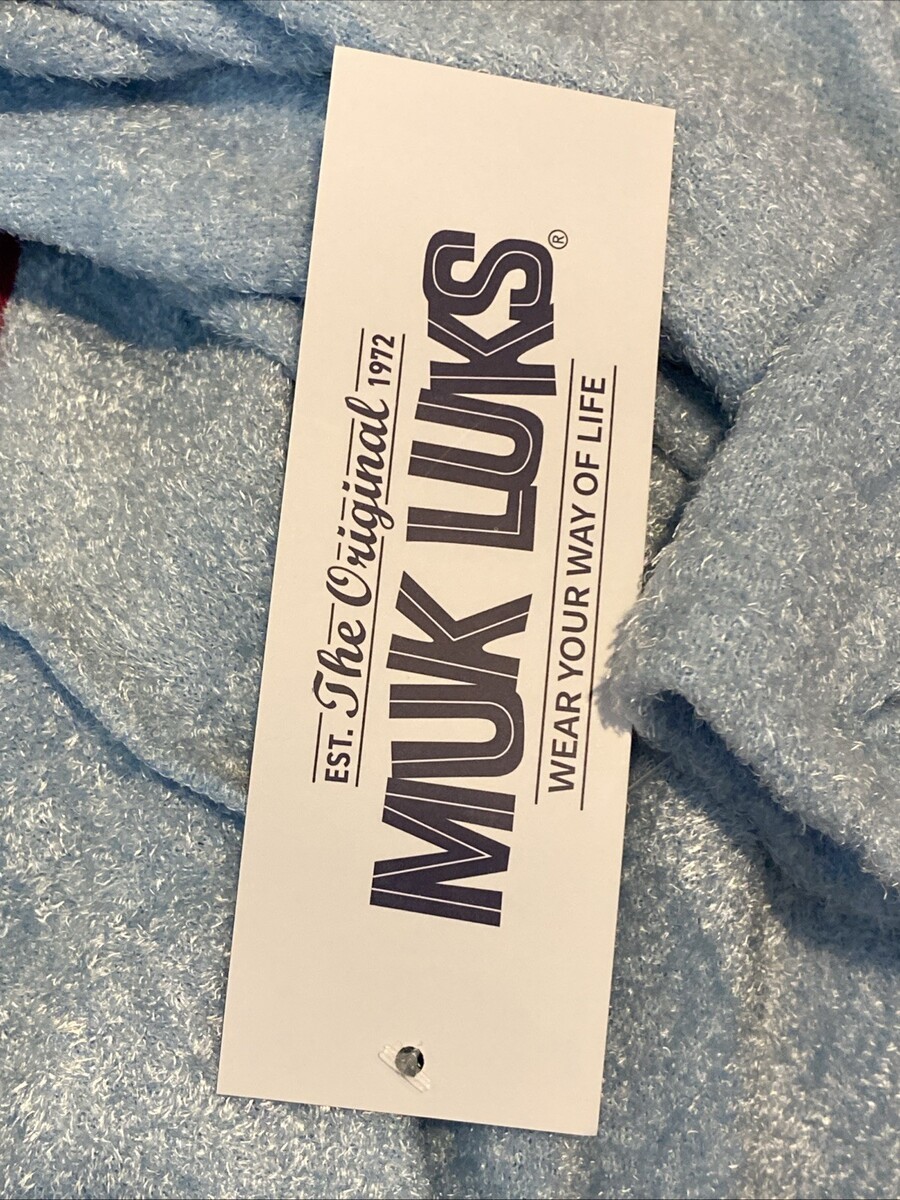 EST. The Original 1972
MUK LUKS®
WEAR YOUR WAY OF LIFE